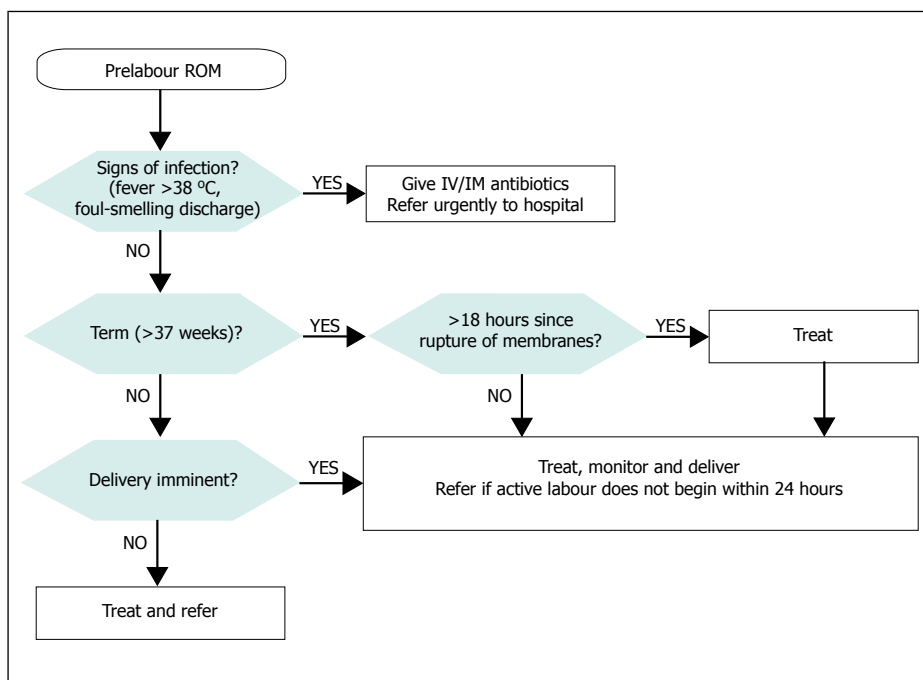 Prelabour ROM
Signs of infection?
(fever >38 ºC,
foul-smelling discharge)
YES
Give IV/IM antibiotics
Refer urgently to hospital
NO
Term (>37 weeks)?
YES
>18 hours since
rupture of membranes?
YES
Treat
NO
NO
Delivery imminent?
YES
Treat, monitor and deliver
Refer if active labour does not begin within 24 hours
NO
Treat and refer